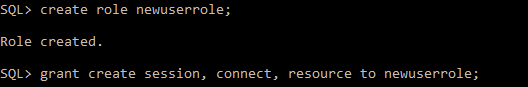 SQL> create role newuserrole;
Role created.
SQL> grant create session, connect, resource to newuserrole;